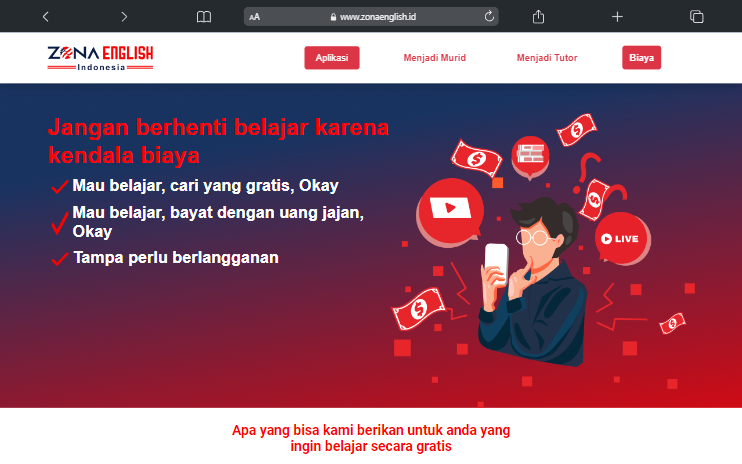 AA
www.zonaenglish.id
ZONA ENGLISH
Indonesia
Aplikasi
Menjadi Murid
Menjadi Tutor
Biaya
Jangan berhenti belajar karena
kendala biaya
Mau belajar, cari yang gratis, Okay
Mau belajar, bayat dengan uang jajan,
Okay
Tampa perlu berlangganan
$
$
$
LIVE
$
$
Apa yang bisa kami berikan untuk anda yang
ingin belajar secara gratis